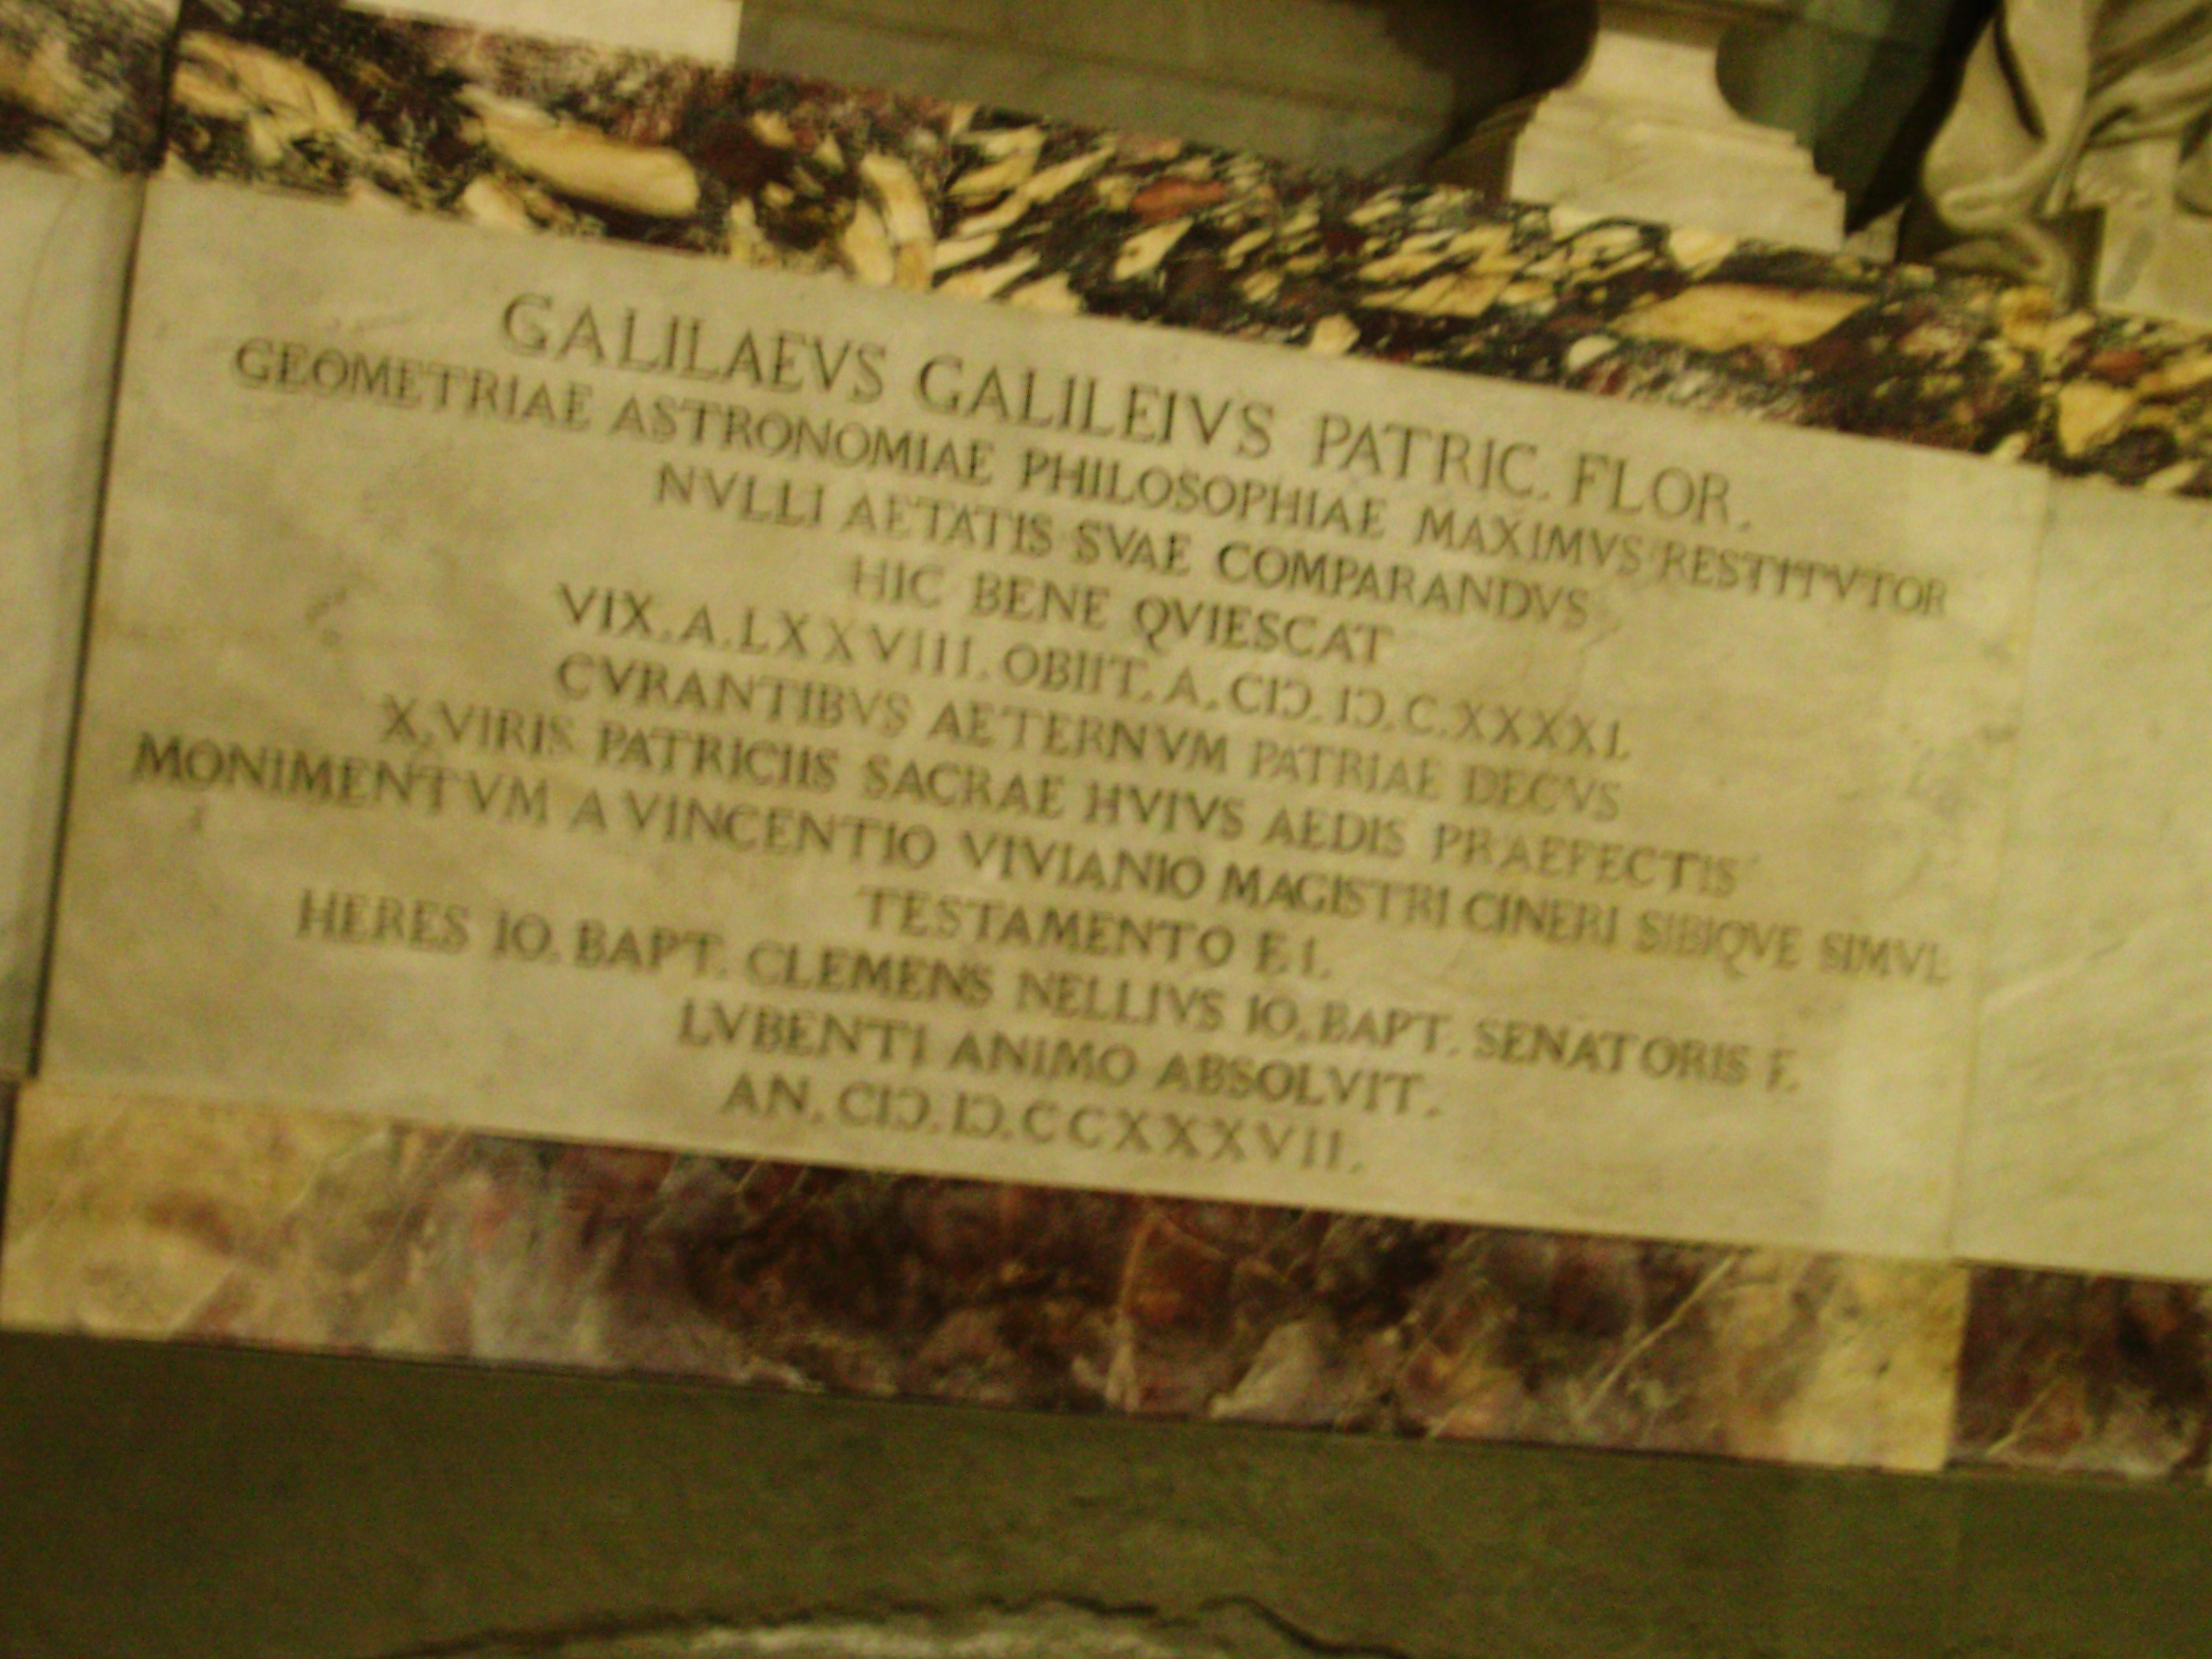 GALILAEVS GALILEIVS PATRIC. FLOR.
GEOMETRIAE ASTRONOMIAE PHILOSOPHIAE MAXIMVS RESTITVTOR
NVLLI AETATIS SVAE COMPARANDVS
HIC BENE QVIESCAT
VIX. A. LXXVIII. OBIIT. A. CIↃ. IↃ. C. XXXXI.
CVRANTIBVS AETERNVM PATRIAE DECVS
X. VIRIS PATRICIIS SACRAE HVIVS AEDIS PRAEFECTIS
MONIMENTVM A VINCENTIO VIVIANIO MAGISTRI CINERI SIBIQVE SIMVL
TESTAMENTO F. I.
HERES IO. BAPT. CLEMENS NELLIVS IO. BAPT. SENATORIS F.
LVBENTI ANIMO ABSOLVIT.
AN. CIↃ. IↃ. CCXXXVII.